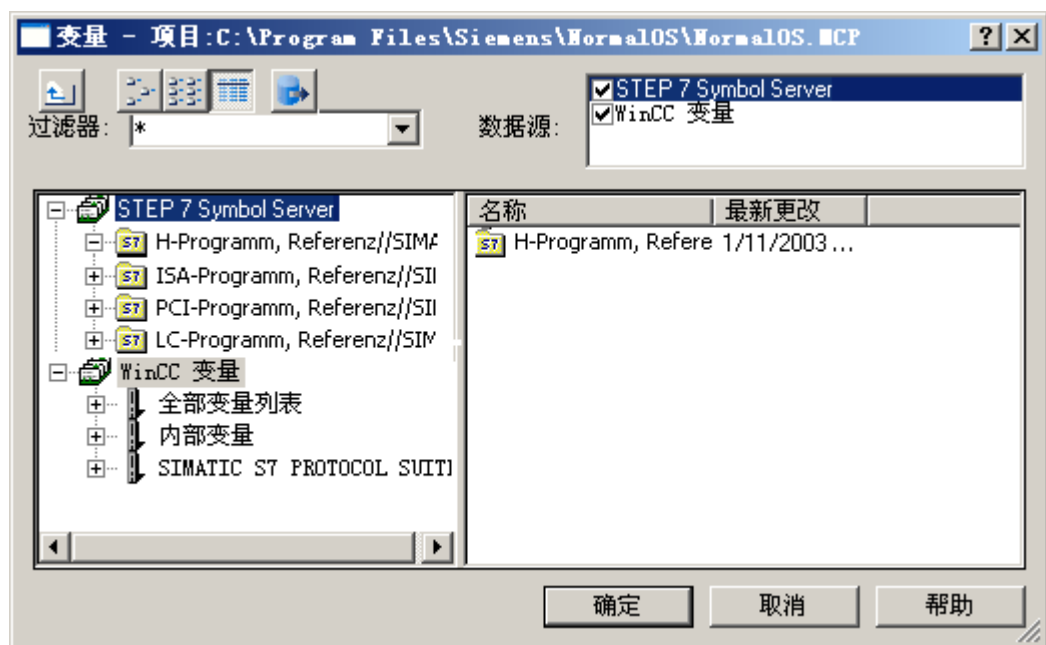 变量 - 项目:C:\Program Files\Siemens\NormalOS\NormalOS.MCP
过滤器: *
数据源:
STEP 7 Symbol Server
WinCC 变量
STEP 7 Symbol Server
H-Programm, Referenz//SIMA
ISA-Programm, Referenz//SII
PCI-Programm, Referenz//SII
LC-Programm, Referenz//SIM
WinCC 变量
全部变量列表
内部变量
SIMATIC S7 PROTOCOL SUITI
名称 最新更改
H-Programm, Refere 1/11/2003 ...
确定 取消 帮助